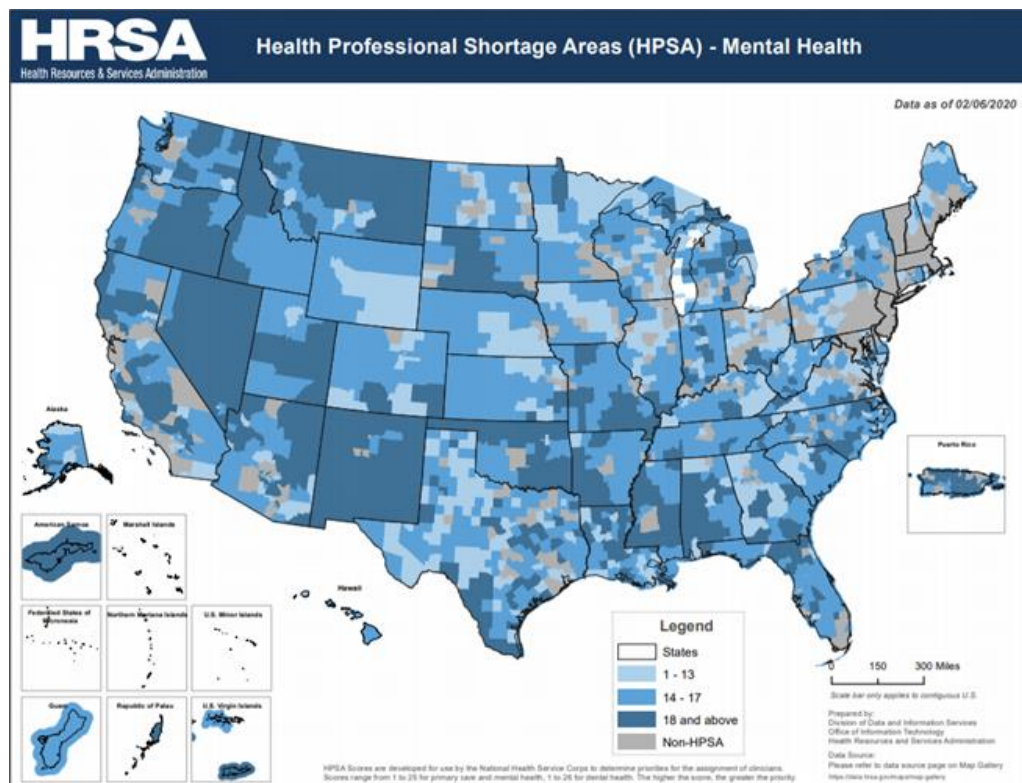 HRSA
Health Resources & Services Administration
Health Professional Shortage Areas (HPSA) - Mental Health
Data as of 02/06/2020
Alaska
Puerto Rico
American Samoa
Marshall Islands
Hawaii
Federated States of
Micronesia
Northern Mariana Islands
U.S. Minor Islands
Guam
Republic of Palau
U.S. Virgin Islands
Legend
States
1 - 13
14 - 17
18 and above
Non-HPSA
0 150 300 Miles
Scale bar only applies to contiguous U.S.
Prepared by:
Division of Data and Information Services
Office of Information Technology
Health Resources and Services Administration
Data Source:
Please refer to data source page on Map Gallery
HPSA Scores are developed for use by the National Health Service Corps to determine priorities for the assignment of clinicians.
Scores range from 1 to 25 for primary care and mental health, 1 to 26 for dental health. The higher the score, the greater the priority.